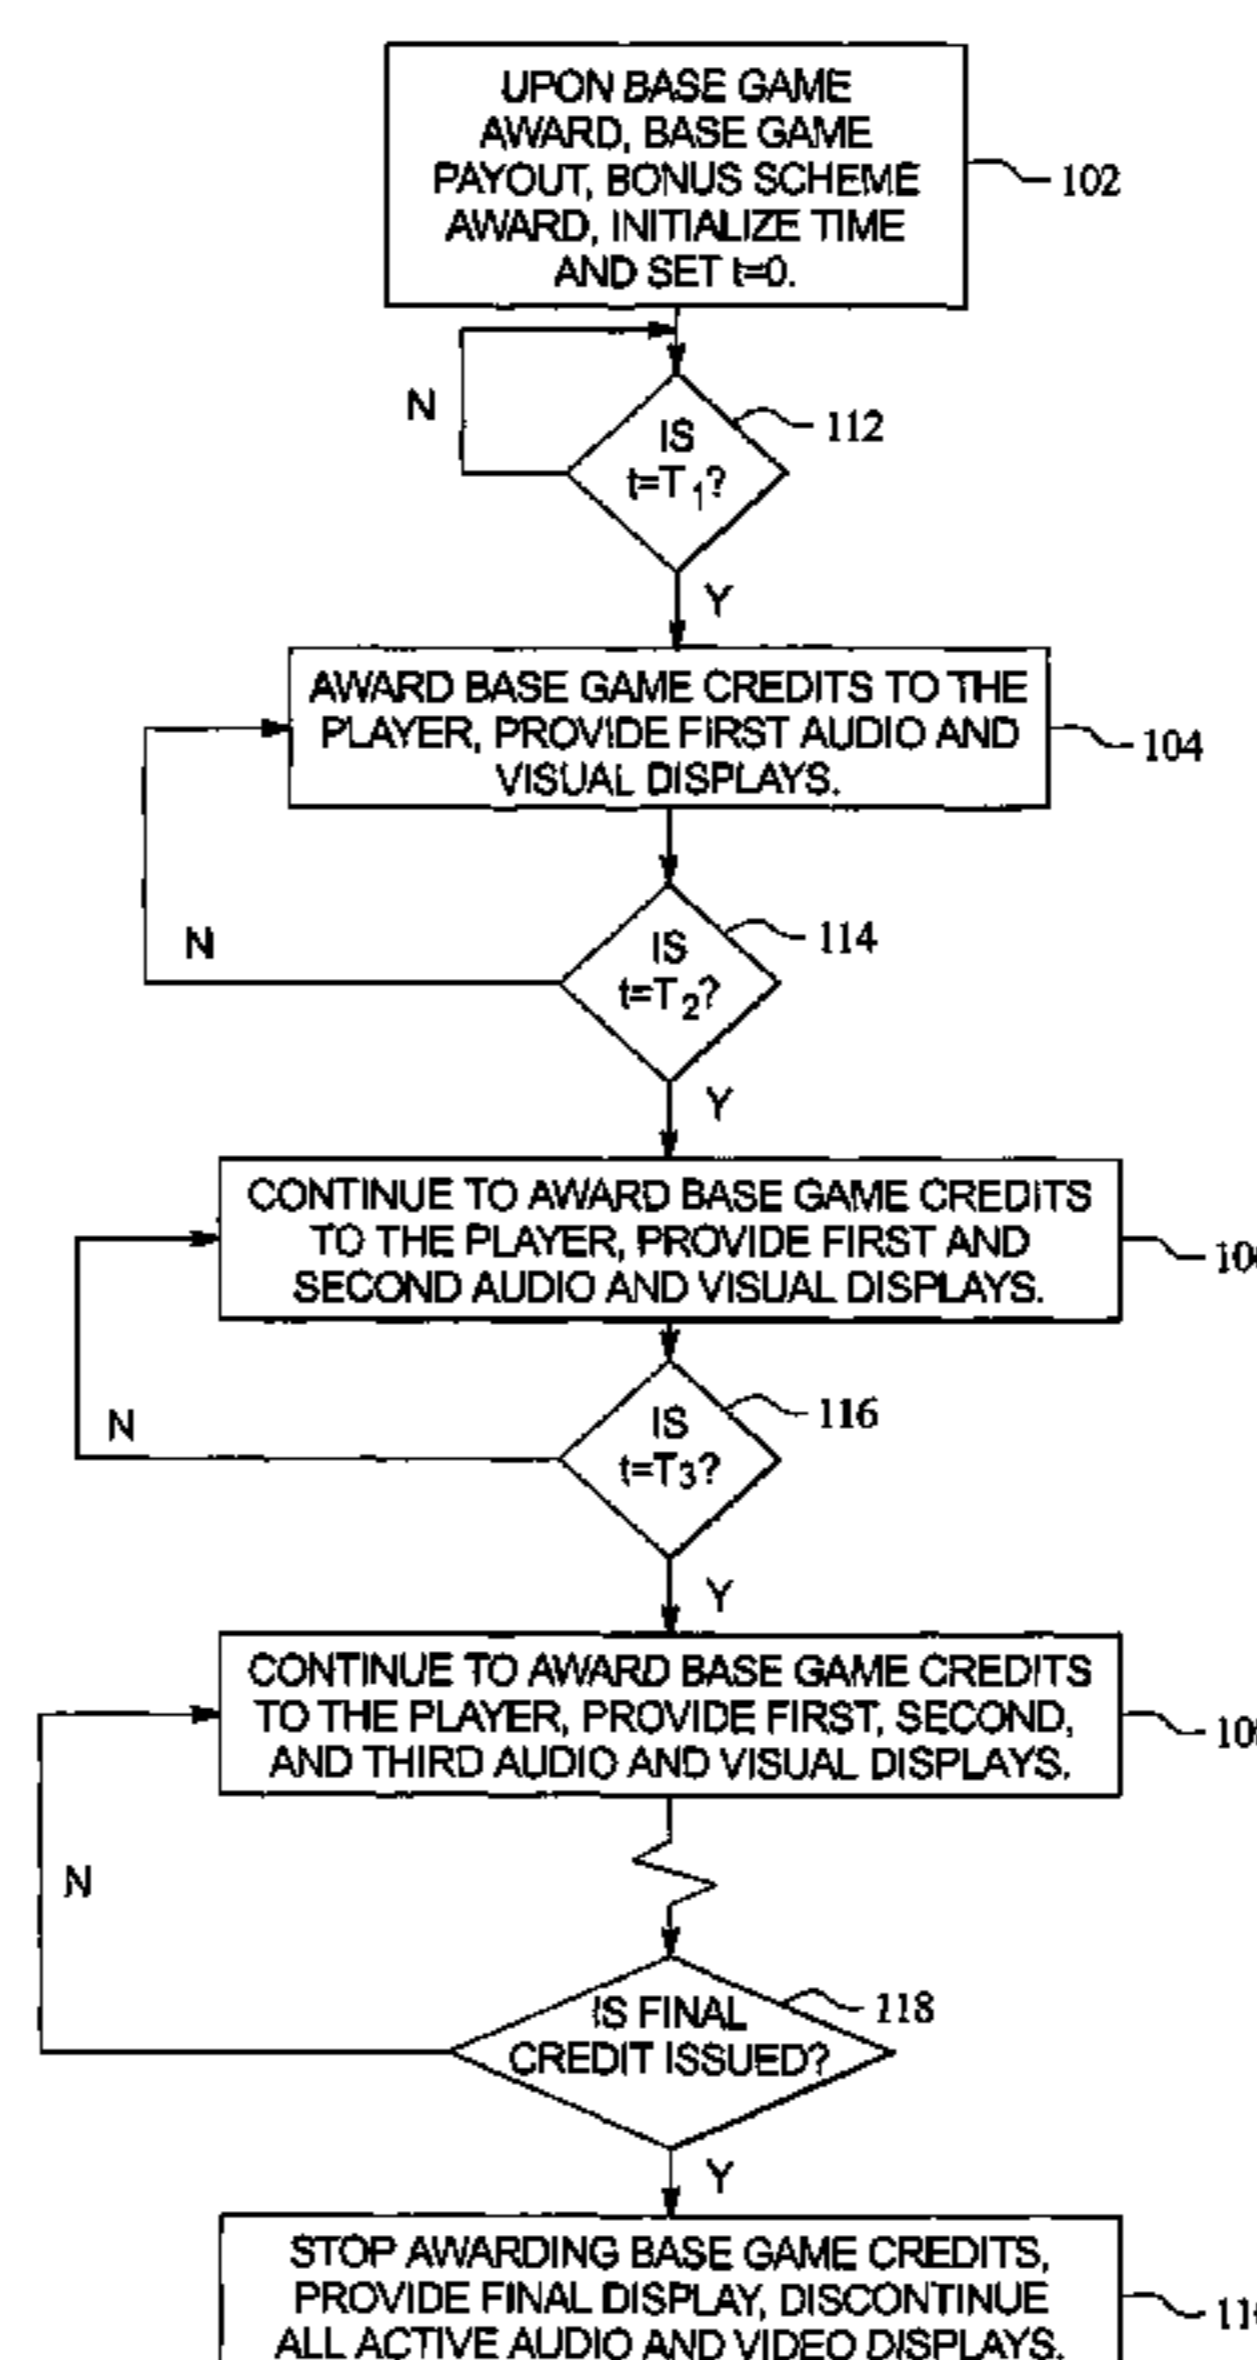 UPON BASE GAME
AWARD, BASE GAME
PAYOUT, BONUS SCHEME
AWARD, INITIALIZE TIME
AND SET t=0.
102
N
IS
t=T1?
112
Y
AWARD BASE GAME CREDITS TO THE
PLAYER, PROVIDE FIRST AUDIO AND
VISUAL DISPLAYS.
104
N
IS
t=T2?
114
Y
CONTINUE TO AWARD BASE GAME CREDITS
TO THE PLAYER, PROVIDE FIRST AND
SECOND AUDIO AND VISUAL DISPLAYS.
N
IS
t=T3?
116
Y
CONTINUE TO AWARD BASE GAME CREDITS
TO THE PLAYER, PROVIDE FIRST, SECOND,
AND THIRD AUDIO AND VISUAL DISPLAYS.
N
IS FINAL
CREDIT ISSUED?
118
Y
STOP AWARDING BASE GAME CREDITS,
PROVIDE FINAL DISPLAY, DISCONTINUE
ALL ACTIVE AUDIO AND VIDEO DISPLAYS.